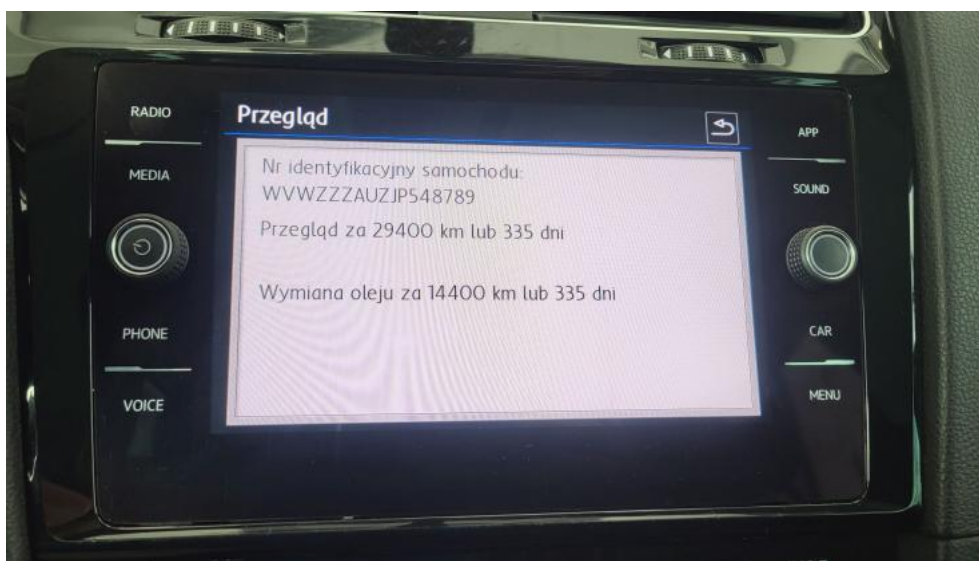 RADIO
MEDIA
PHONE
VOICE
Przegląd
Nr identyfikacyjny samochodu:
WVWZZZAUZJP548789
Przegląd za 29400 km lub 335 dni
Wymiana oleju za 14400 km lub 335 dni
APP
SOUND
CAR
MENU